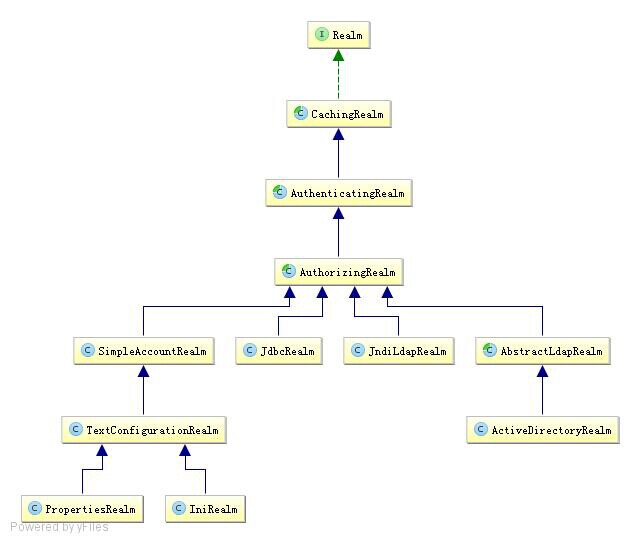 I Realm
C CachingRealm
C AuthenticatingRealm
C AuthorizingRealm
C SimpleAccountRealm C JdbcRealm C JndiLdapRealm C AbstractLdapRealm
C TextConfigurationRealm C ActiveDirectoryRealm
C PropertiesRealm C IniRealm
Powered by yFiles